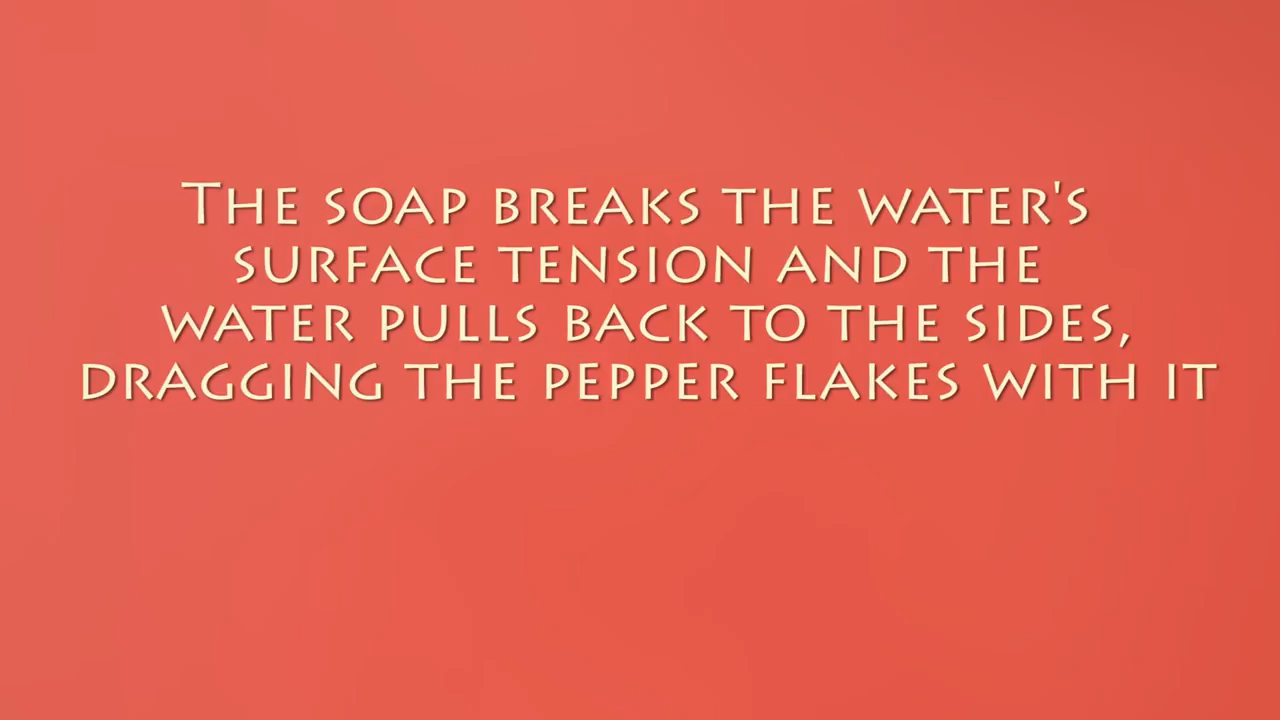 The soap breaks the water's
surface tension and the
water pulls back to the sides,
dragging the pepper flakes with it